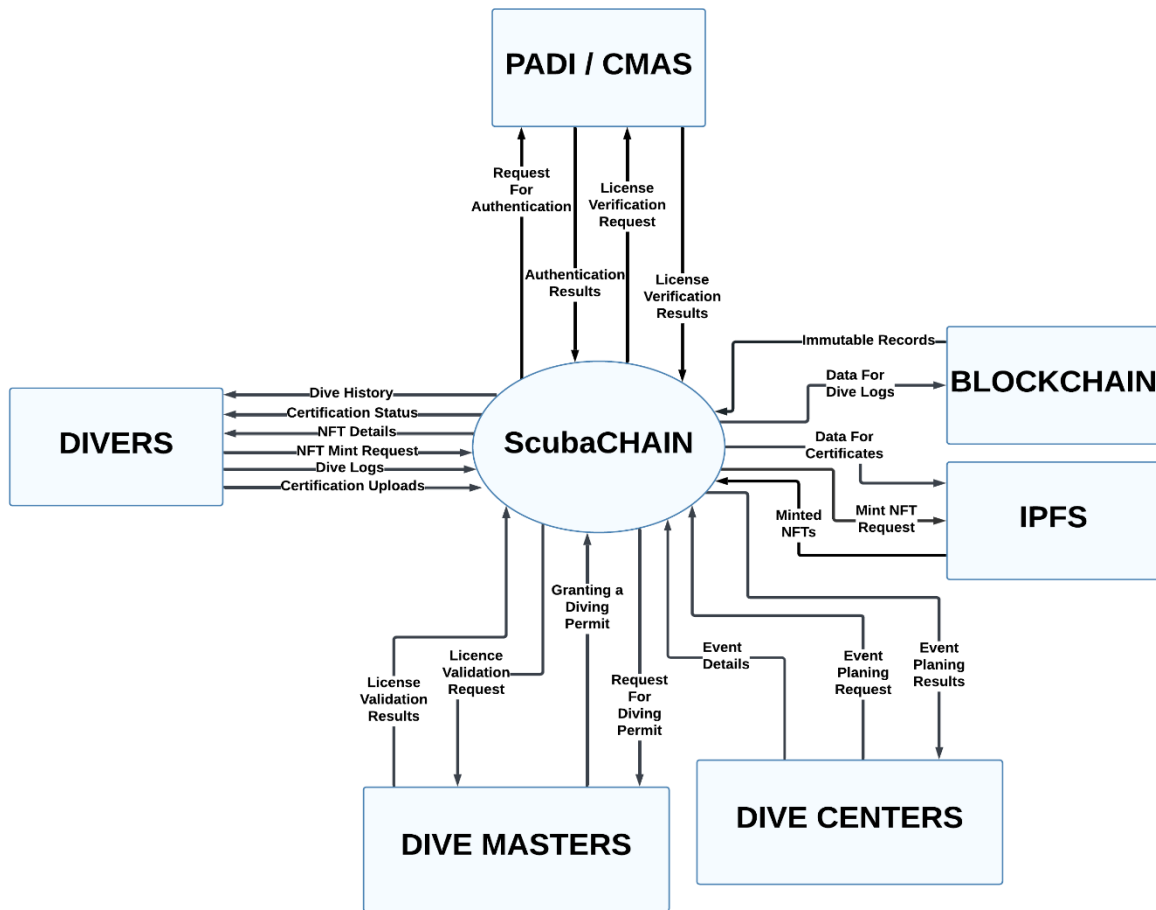 PADI / CMAS
Request
For
Authentication
License
Verification
Request
Authentication
Results
License
Verification
Results
Immutable Records
BLOCKCHAIN
Data For
Dive Logs
Dive History
Certification Status
NFT Details
NFT Mint Request
Dive Logs
Certification Uploads
DIVERS
ScubaCHAIN
Data For
Certificates
IPFS
Minted
NFTs
Mint NFT
Request
Granting a
Diving
Permit
Licence
Validation
Request
License
Validation
Results
Request
For
Diving
Permit
Event
Details
Event
Planing
Request
Event
Planing
Results
DIVE MASTERS
DIVE CENTERS